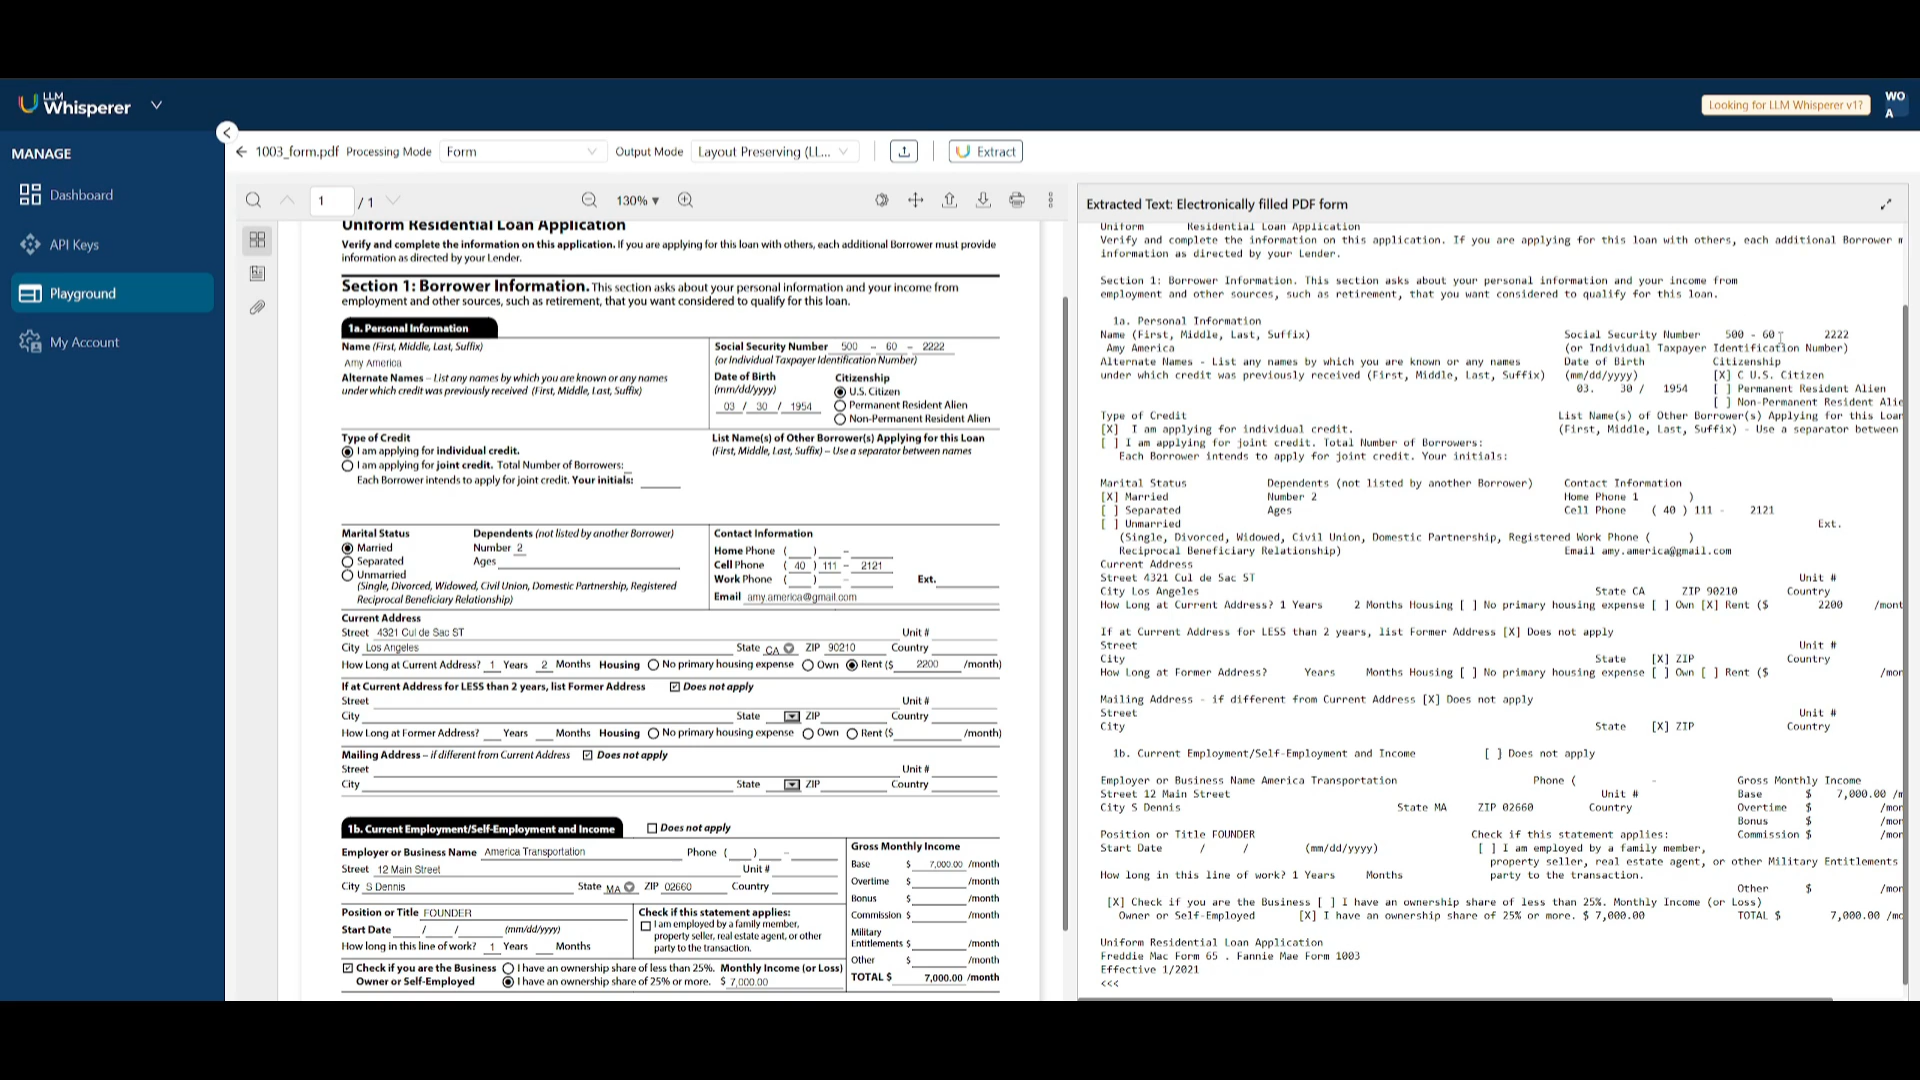 LLM
Whisperer
Looking for LLM Whisperer v1?
WO
A
MANAGE
Dashboard
API Keys
Playground
My Account
1003_form.pdf Processing Mode Form Output Mode Layout Preserving (LL... Extract
1 / 1 130%
Uniform Residential Loan Application
Verify and complete the information on this application. If you are applying for this loan with others, each additional Borrower must provide
information as directed by your Lender.
Section 1: Borrower Information. This section asks about your personal information and your income from
employment and other sources, such as retirement, that you want considered to qualify for this loan.
1a. Personal Information
Name (First, Middle, Last, Suffix)
Amy America
Alternate Names – List any names by which you are known or any names
under which credit was previously received (First, Middle, Last, Suffix)
Social Security Number 500 – 60 – 2222
(or Individual Taxpayer Identification Number)
Date of Birth
(mm/dd/yyyy)
03 / 30 / 1954
Citizenship
U.S. Citizen
Permanent Resident Alien
Non-Permanent Resident Alien
Type of Credit
I am applying for individual credit.
I am applying for joint credit. Total Number of Borrowers:
Each Borrower intends to apply for joint credit. Your initials:
List Name(s) of Other Borrower(s) Applying for this Loan
(First, Middle, Last, Suffix) – Use a separator between names
Marital Status
Married
Separated
Unmarried
(Single, Divorced, Widowed, Civil Union, Domestic Partnership, Registered
Reciprocal Beneficiary Relationship)
Dependents (not listed by another Borrower)
Number 2
Ages
Contact Information
Home Phone ( ) –
Cell Phone ( 40 ) 111 – 2121
Work Phone ( ) – Ext.
Email amy.america@gmail.com
Current Address
Street 4321 Cul de Sac ST Unit #
City Los Angeles State CA ZIP 90210 Country
How Long at Current Address? 1 Years 2 Months Housing No primary housing expense Own Rent ($ 2200 /month)
If at Current Address for LESS than 2 years, list Former Address Does not apply
Street Unit #
City State ZIP Country
How Long at Former Address? Years Months Housing No primary housing expense Own Rent ($ /month)
Mailing Address – if different from Current Address Does not apply
Street Unit #
City State ZIP Country
1b. Current Employment/Self-Employment and Income Does not apply
Employer or Business Name America Transportation Phone ( ) –
Street 12 Main Street Unit #
City S Dennis State MA ZIP 02660 Country
Position or Title FOUNDER
Start Date / / (mm/dd/yyyy)
How long in this line of work? 1 Years Months
Check if this statement applies:
I am employed by a family member,
property seller, real estate agent, or other
party to the transaction.
Check if you are the Business I have an ownership share of less than 25%. Monthly Income (or Loss)
Owner or Self-Employed I have an ownership share of 25% or more. $ 7,000.00
Gross Monthly Income
Base $ 7,000.00 /month
Overtime $ /month
Bonus $ /month
Commission $ /month
Military
Entitlements $ /month
Other $ /month
TOTAL $ 7,000.00 /month
Extracted Text: Electronically filled PDF form
Uniform Residential Loan Application
Verify and complete the information on this application. If you are applying for this loan with others, each additional Borrower m
information as directed by your Lender.
Section 1: Borrower Information. This section asks about your personal information and your income from
employment and other sources, such as retirement, that you want considered to qualify for this loan.
1a. Personal Information
Name (First, Middle, Last, Suffix) Social Security Number 500 - 60 2222
Amy America (or Individual Taxpayer Identification Number)
Alternate Names - List any names by which you are known or any names Date of Birth Citizenship
under which credit was previously received (First, Middle, Last, Suffix) (mm/dd/yyyy) [X] C U.S. Citizen
03. 30 / 1954 [ ] Permanent Resident Alien
[ ] Non-Permanent Resident Alie
Type of Credit List Name(s) of Other Borrower(s) Applying for this Loan
[X] I am applying for individual credit. (First, Middle, Last, Suffix) - Use a separator between
[ ] I am applying for joint credit. Total Number of Borrowers:
Each Borrower intends to apply for joint credit. Your initials:
Marital Status Dependents (not listed by another Borrower) Contact Information
[X] Married Number 2 Home Phone 1 )
[ ] Separated Ages Cell Phone ( 40 ) 111 - 2121
[ ] Unmarried Ext.
(Single, Divorced, Widowed, Civil Union, Domestic Partnership, Registered Work Phone ( )
Reciprocal Beneficiary Relationship) Email amy.america@gmail.com
Current Address
Street 4321 Cul de Sac ST Unit #
City Los Angeles State CA ZIP 90210 Country
How Long at Current Address? 1 Years 2 Months Housing [ ] No primary housing expense [ ] Own [X] Rent ($ 2200 /mont
If at Current Address for LESS than 2 years, list Former Address [X] Does not apply
Street Unit #
City State [X] ZIP Country
How Long at Former Address? Years Months Housing [ ] No primary housing expense [ ] Own [ ] Rent ($ /mor
Mailing Address - if different from Current Address [X] Does not apply
Street Unit #
City State [X] ZIP Country
1b. Current Employment/Self-Employment and Income [ ] Does not apply
Employer or Business Name America Transportation Phone ( - Gross Monthly Income
Street 12 Main Street Unit # Base $ 7,000.00 /m
City S Dennis State MA ZIP 02660 Country Overtime $ /mor
Bonus $ /mor
Position or Title FOUNDER Check if this statement applies: Commission $ /mor
Start Date / / (mm/dd/yyyy) [ ] I am employed by a family member,
property seller, real estate agent, or other Military Entitlements
How long in this line of work? 1 Years Months party to the transaction.
Other $ /mor
[X] Check if you are the Business [ ] I have an ownership share of less than 25%. Monthly Income (or Loss)
Owner or Self-Employed [X] I have an ownership share of 25% or more. $ 7,000.00 TOTAL $ 7,000.00 /mo
Uniform Residential Loan Application
Freddie Mac Form 65 . Fannie Mae Form 1003
Effective 1/2021
<<<